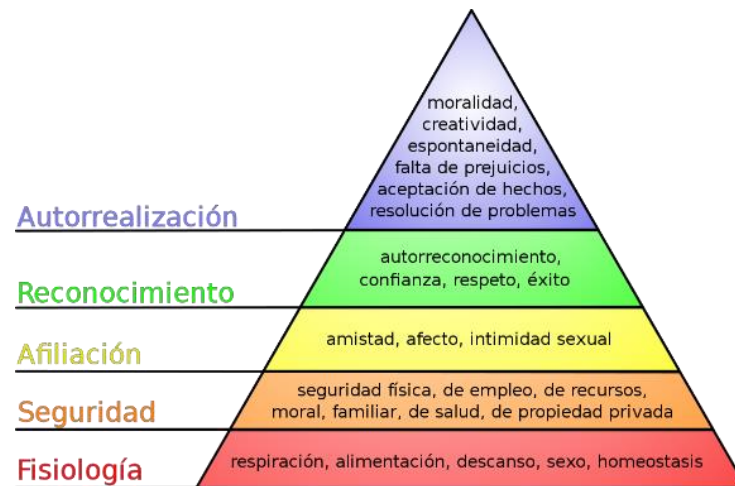 moralidad,
creatividad,
espontaneidad,
falta de prejuicios,
aceptación de hechos,
resolución de problemas
Autorrealización
autorreconocimiento,
confianza, respeto, éxito
Reconocimiento
amistad, afecto, intimidad sexual
Afiliación
seguridad física, de empleo, de recursos,
moral, familiar, de salud, de propiedad privada
Seguridad
respiración, alimentación, descanso, sexo, homeostasis
Fisiología